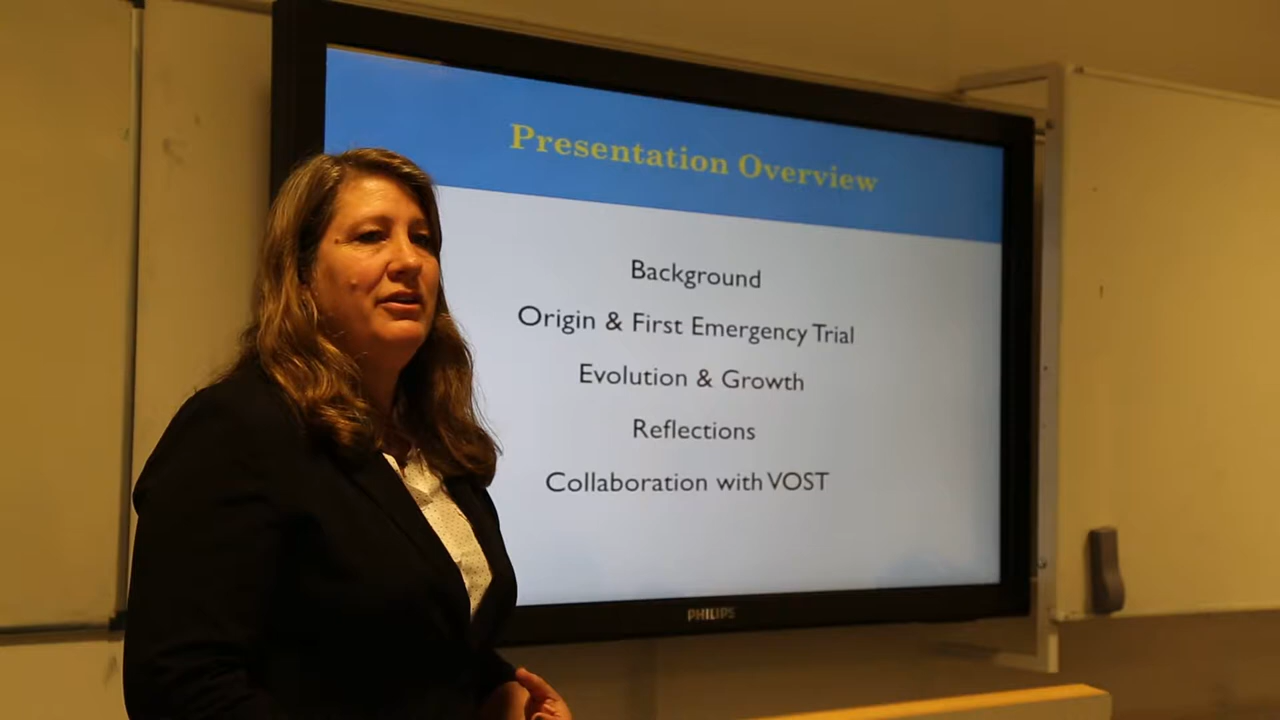 Presentation Overview
Background
Origin & First Emergency Trial
Evolution & Growth
Reflections
Collaboration with VOST
PHILIPS